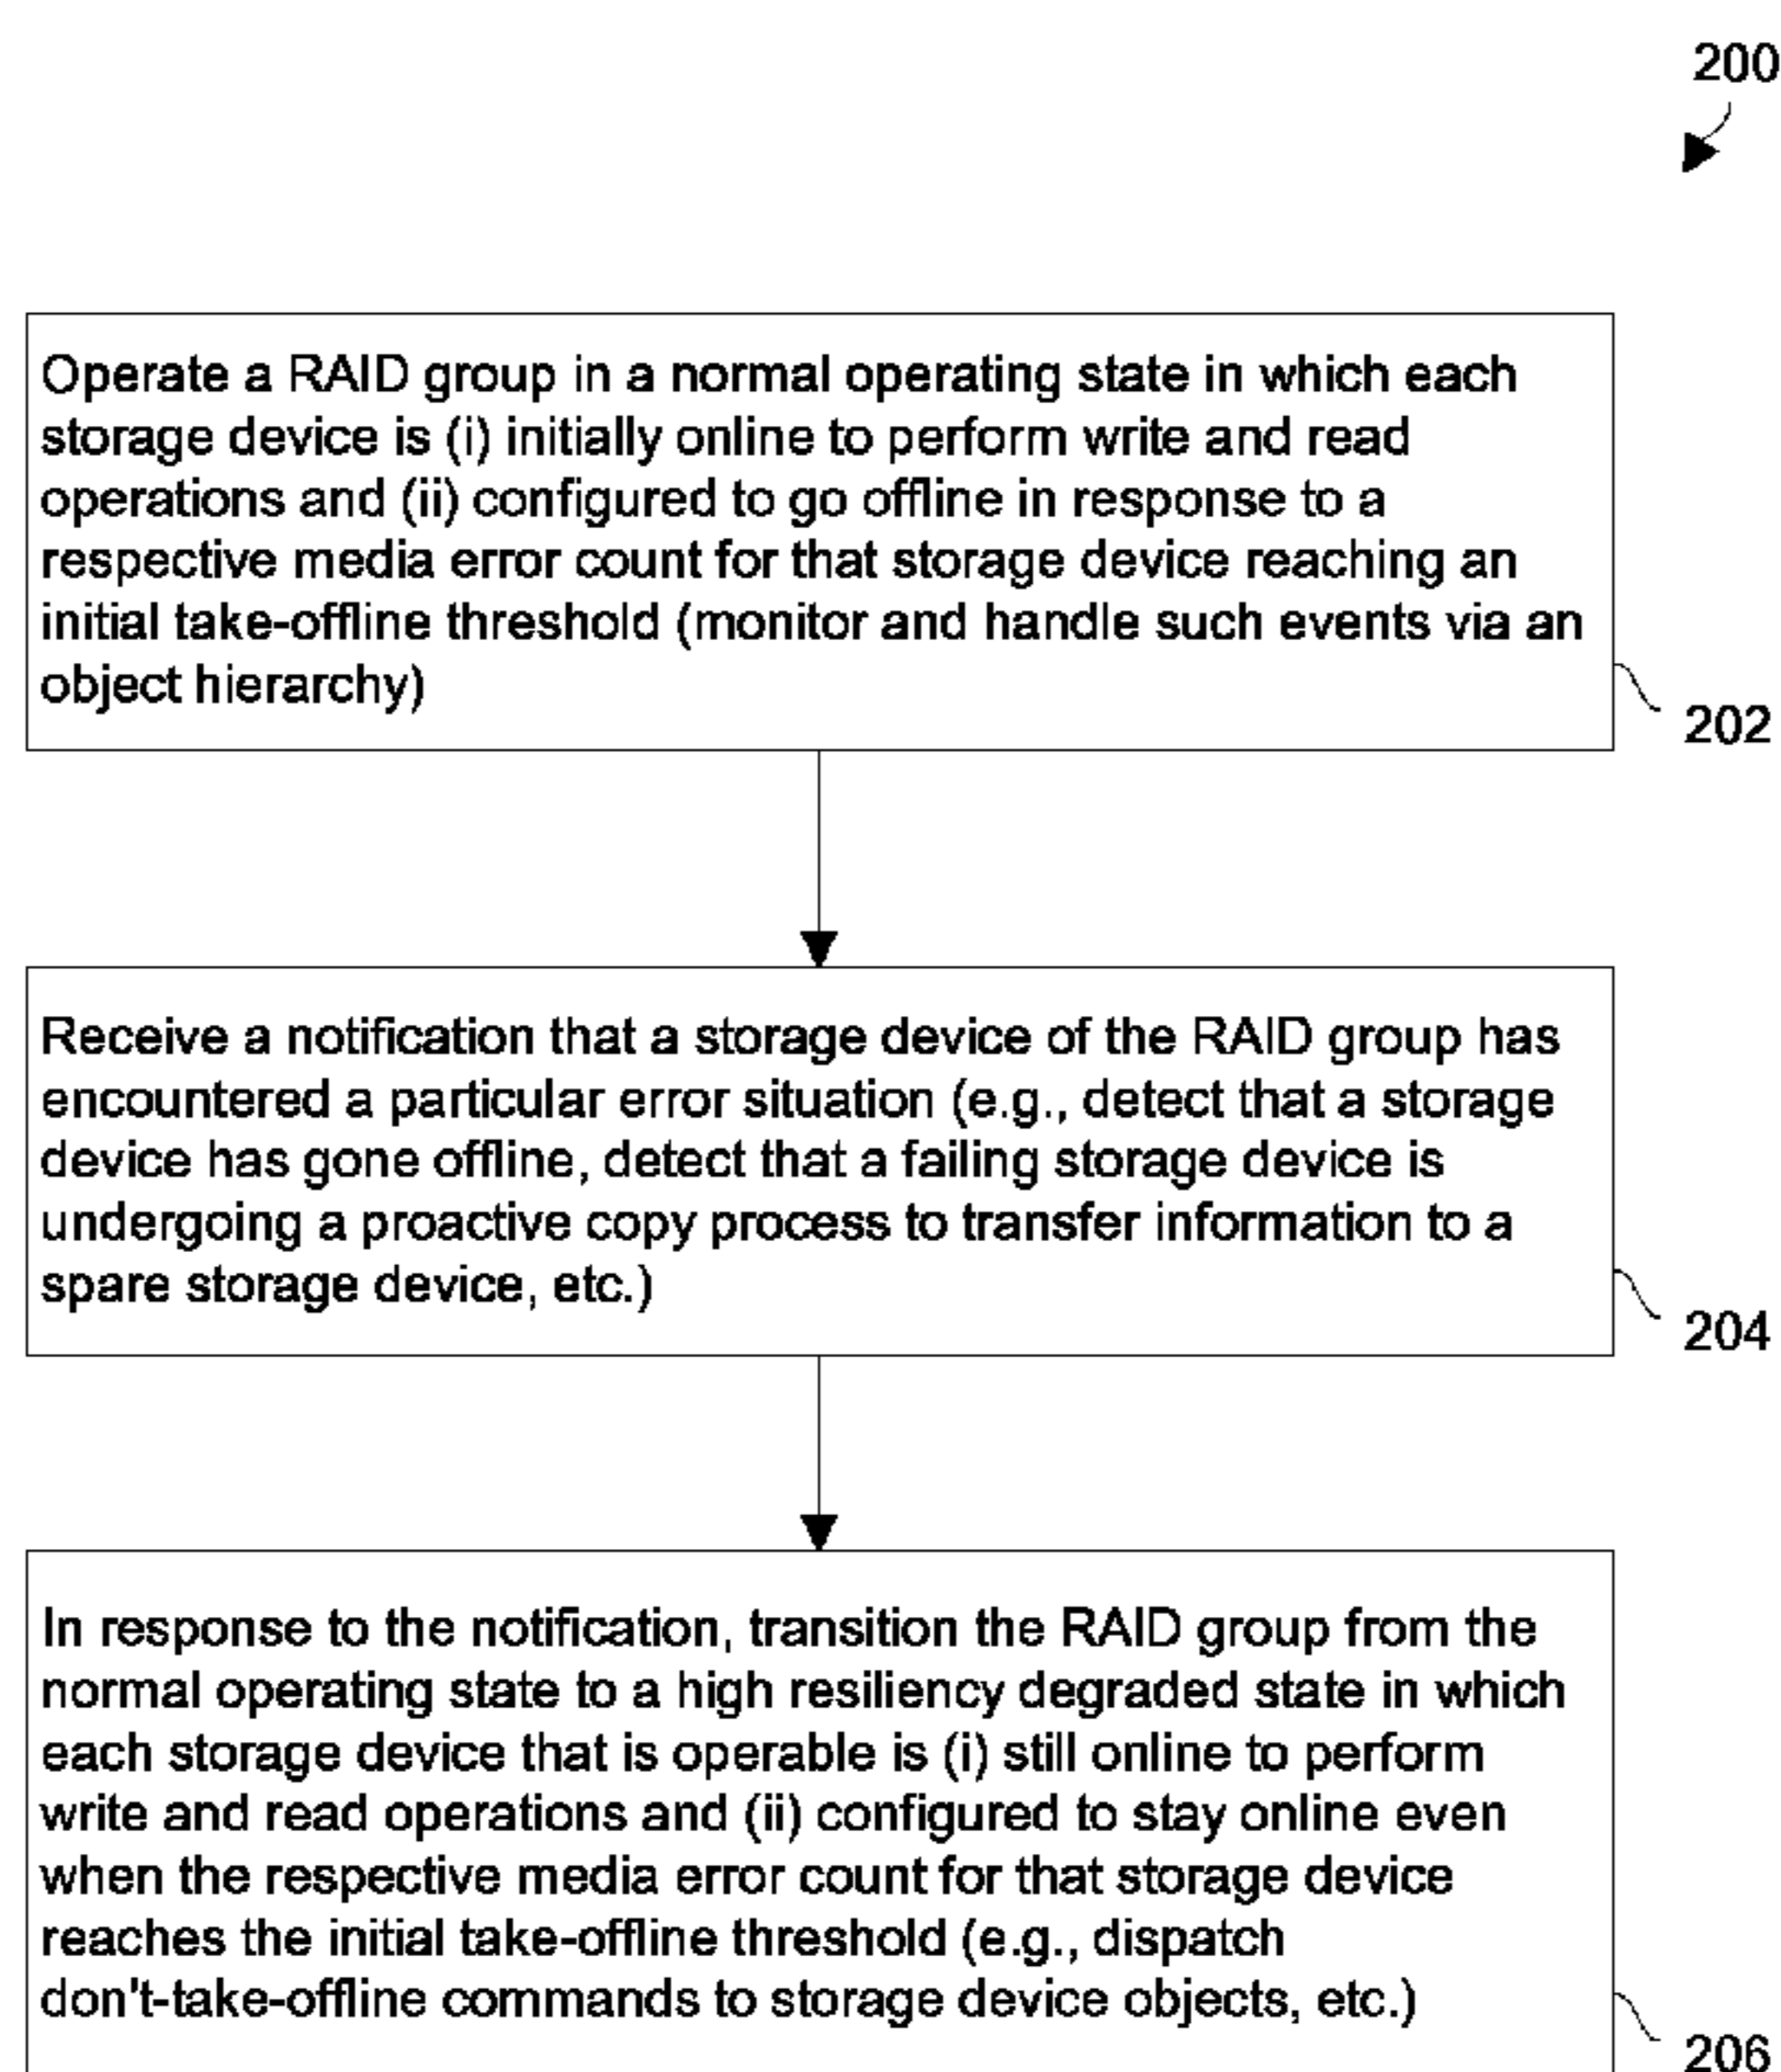 200
Operate a RAID group in a normal operating state in which each
storage device is (i) initially online to perform write and read
operations and (ii) configured to go offline in response to a
respective media error count for that storage device reaching an
initial take-offline threshold (monitor and handle such events via an
object hierarchy)
202
Receive a notification that a storage device of the RAID group has
encountered a particular error situation (e.g., detect that a storage
device has gone offline, detect that a failing storage device is
undergoing a proactive copy process to transfer information to a
spare storage device, etc.)
204
In response to the notification, transition the RAID group from the
normal operating state to a high resiliency degraded state in which
each storage device that is operable is (i) still online to perform
write and read operations and (ii) configured to stay online even
when the respective media error count for that storage device
reaches the initial take-offline threshold (e.g., dispatch
don't-take-offline commands to storage device objects, etc.)
206